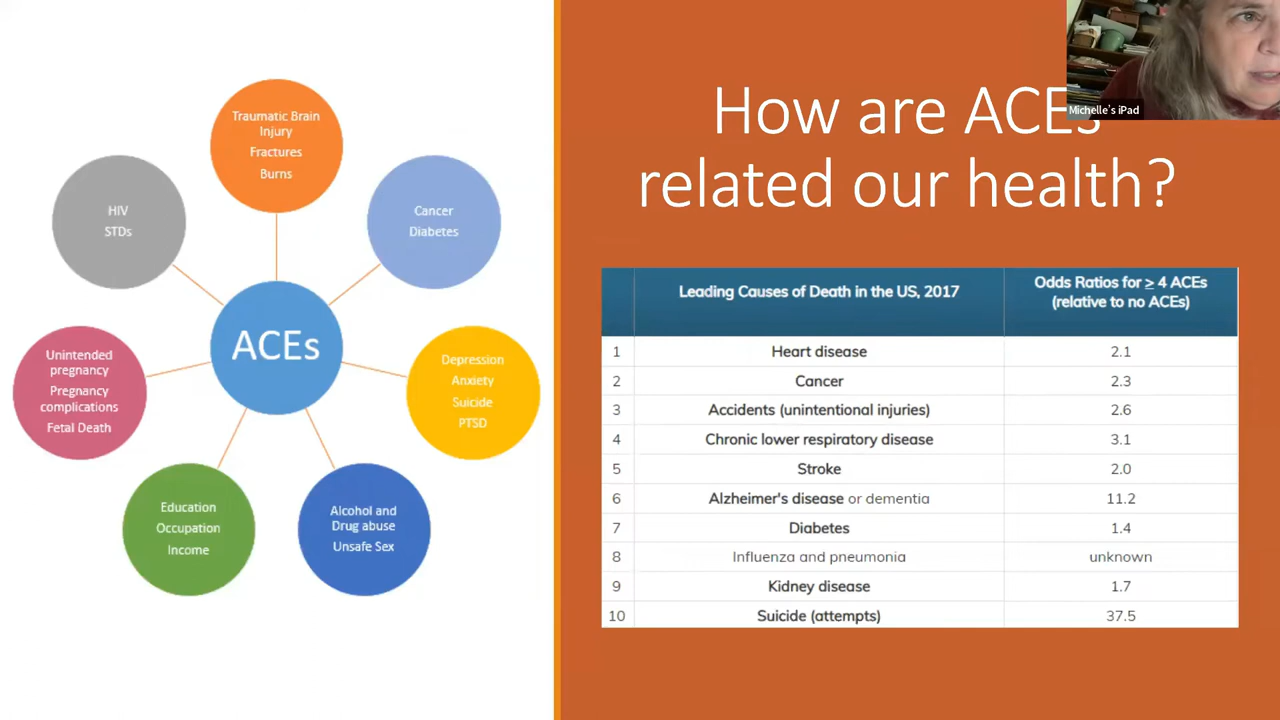 Traumatic Brain
Injury
Fractures
Burns
HIV
STDs
Cancer
Diabetes
ACEs
Unintended
pregnancy
Pregnancy
complications
Fetal Death
Depression
Anxiety
Suicide
PTSD
Education
Occupation
Income
Alcohol and
Drug abuse
Unsafe Sex
How are ACEs
related our health?
Michelle's iPad
Leading Causes of Death in the US, 2017
Odds Ratios for ≥ 4 ACEs
(relative to no ACEs)
1 Heart disease 2.1
2 Cancer 2.3
3 Accidents (unintentional injuries) 2.6
4 Chronic lower respiratory disease 3.1
5 Stroke 2.0
6 Alzheimer's disease or dementia 11.2
7 Diabetes 1.4
8 Influenza and pneumonia unknown
9 Kidney disease 1.7
10 Suicide (attempts) 37.5